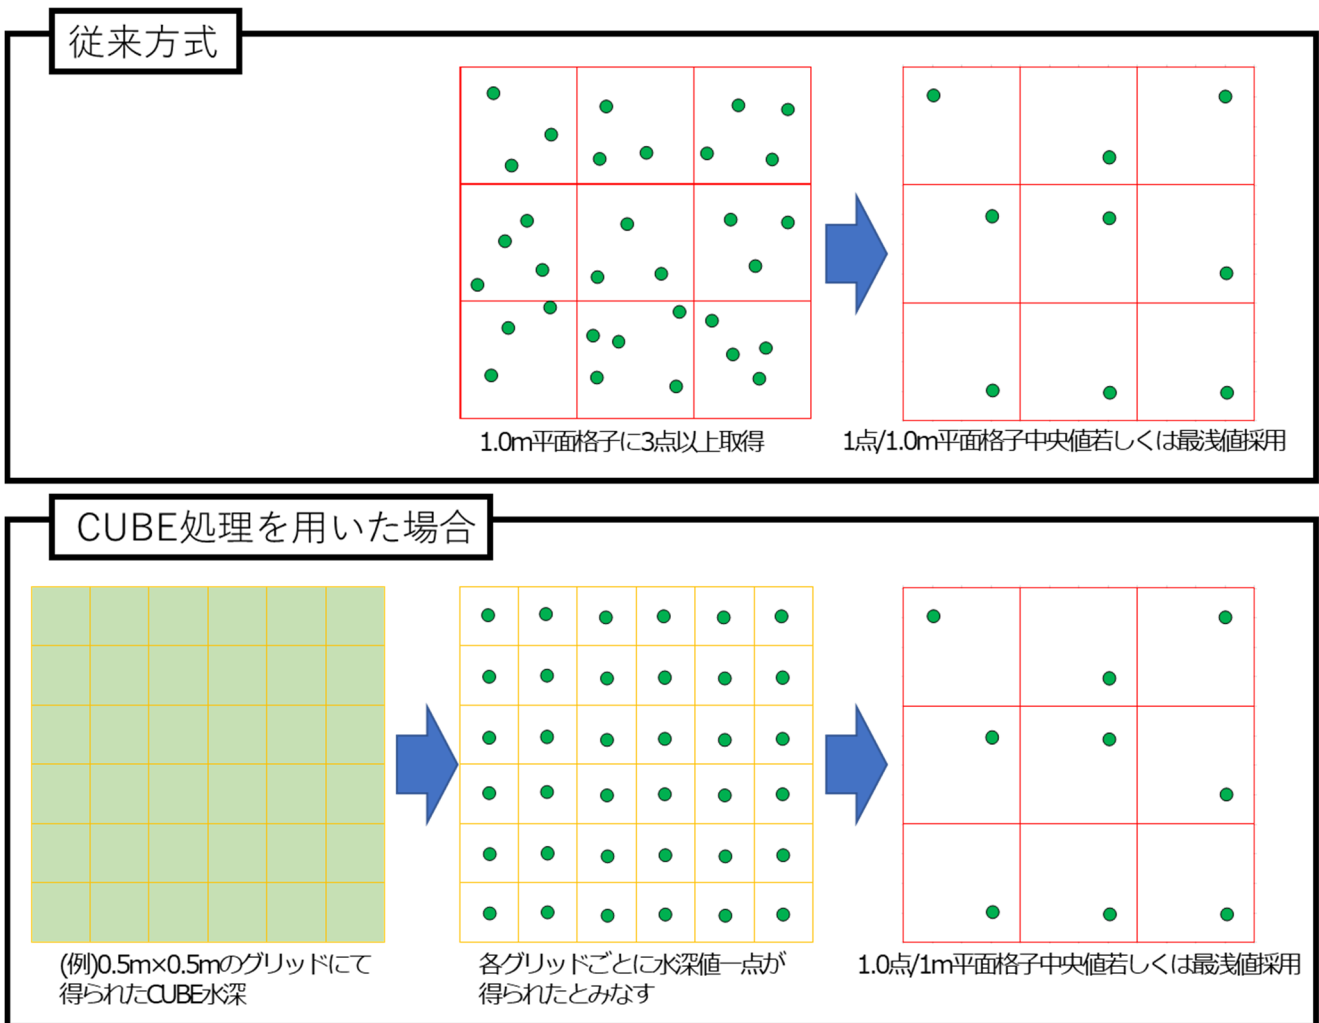 従来方式
1.0m平面格子に3点以上取得
1点/1.0m平面格子中央値若しくは最浅値採用
CUBE処理を用いた場合
(例)0.5m×0.5mのグリッドにて
得られたCUBE水深
各グリッドごとに水深値一点が
得られたとみなす
1.0点/1m平面格子中央値若しくは最浅値採用